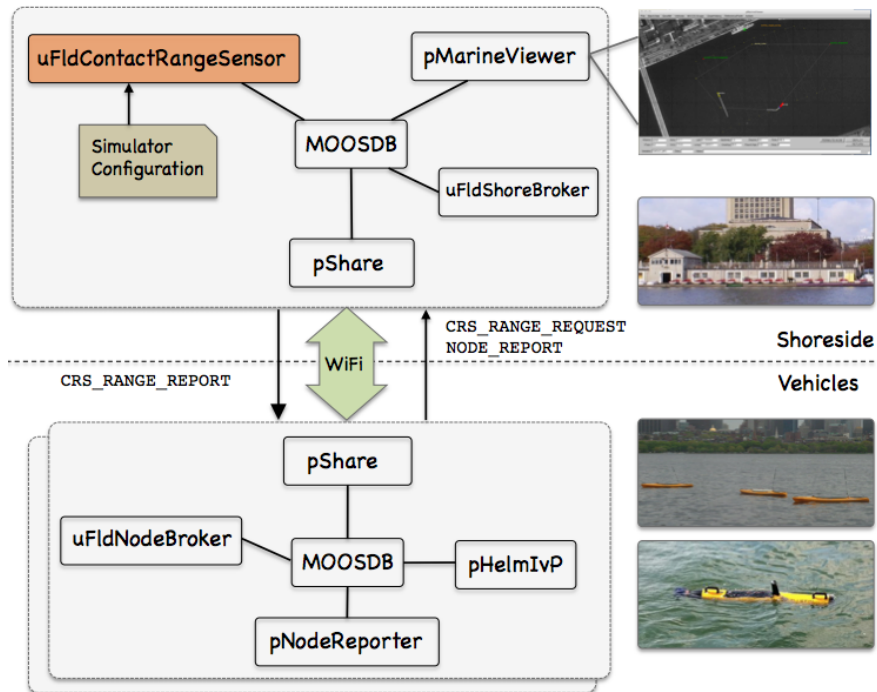 uFldContactRangeSensor
pMarineViewer
Simulator
Configuration
MOOSDB
uFldShoreBroker
pShare
CRS_RANGE_REQUEST
NODE_REPORT
Shoreside
WiFi
CRS_RANGE_REPORT
Vehicles
pShare
uFldNodeBroker
MOOSDB
pHelmIvP
pNodeReporter